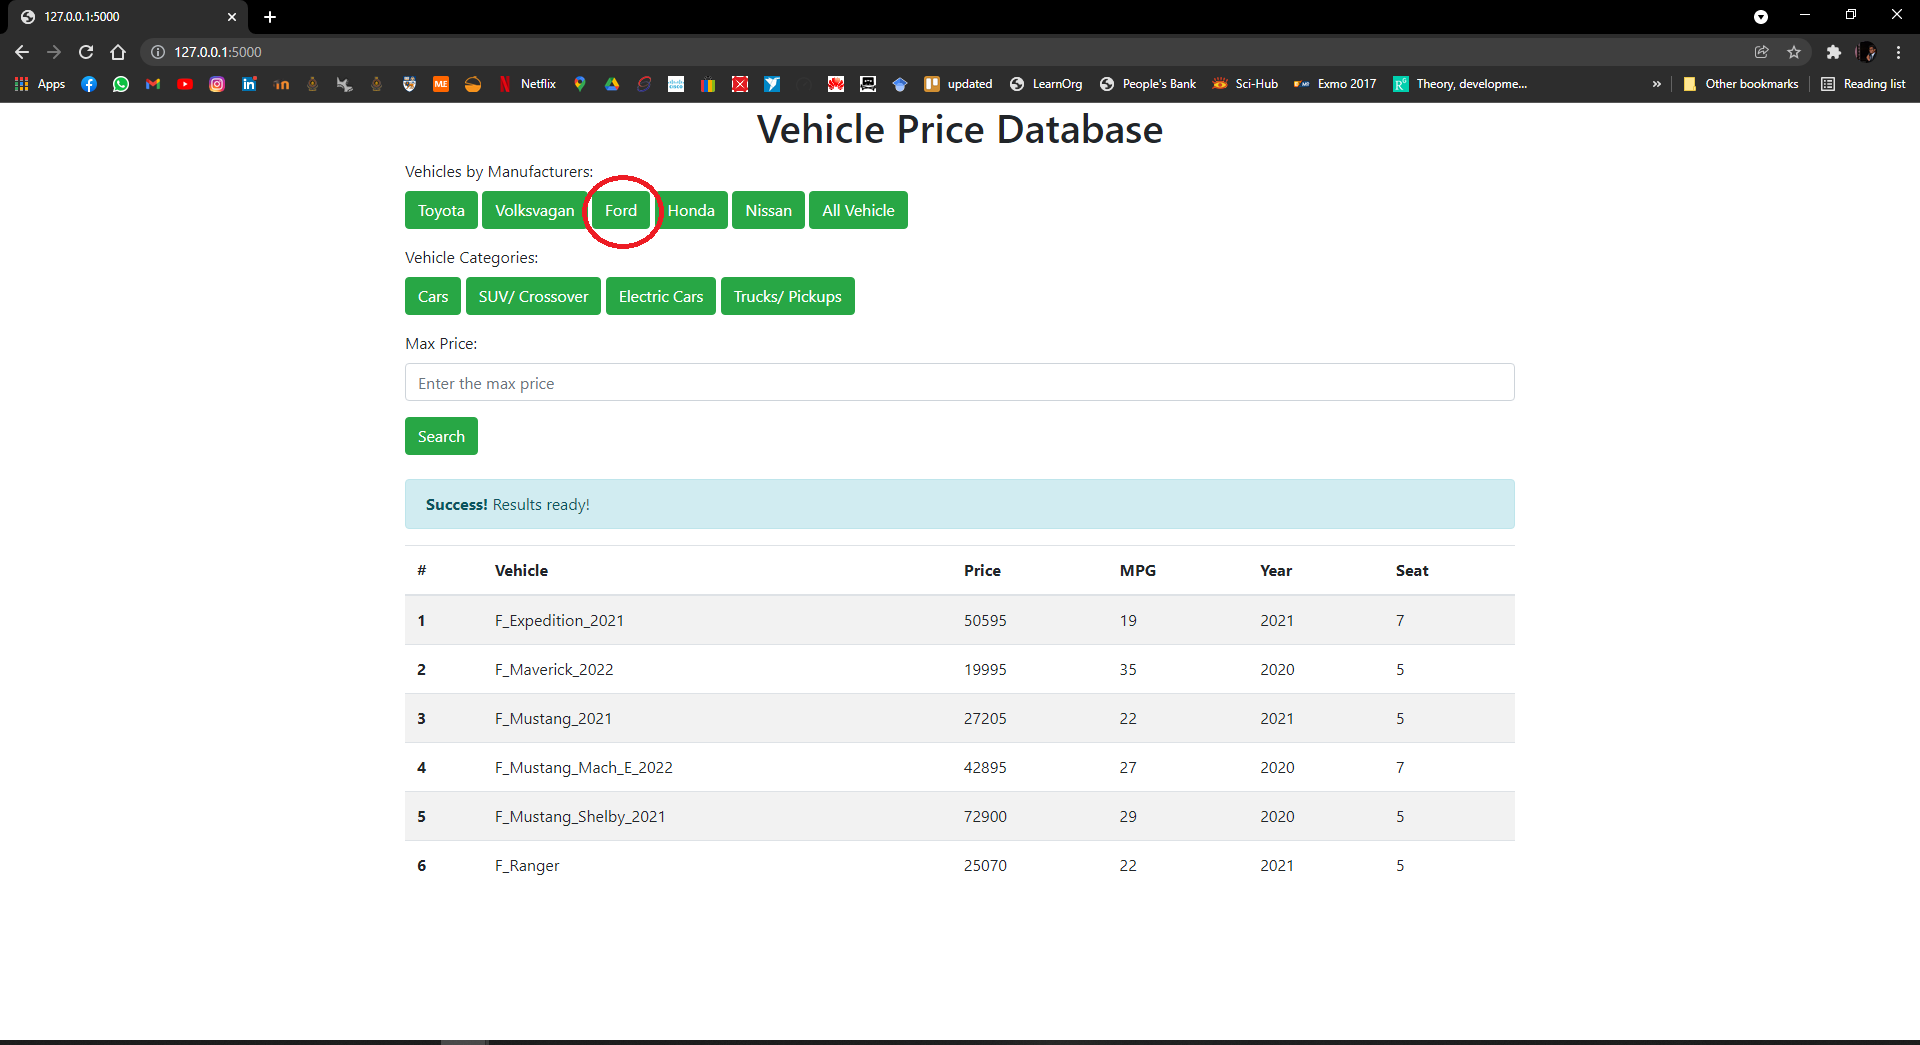 127.0.0.1:5000
127.0.0.1:5000
Apps ME Netflix updated LearnOrg People's Bank Sci-Hub Exmo 2017 Theory, developme... » Other bookmarks Reading list
Vehicle Price Database
Vehicles by Manufacturers:
Toyota Volksvagan Ford Honda Nissan All Vehicle
Vehicle Categories:
Cars SUV/ Crossover Electric Cars Trucks/ Pickups
Max Price:
Enter the max price
Search
Success! Results ready!
# Vehicle Price MPG Year Seat
1 F_Expedition_2021 50595 19 2021 7
2 F_Maverick_2022 19995 35 2020 5
3 F_Mustang_2021 27205 22 2021 5
4 F_Mustang_Mach_E_2022 42895 27 2020 7
5 F_Mustang_Shelby_2021 72900 29 2020 5
6 F_Ranger 25070 22 2021 5